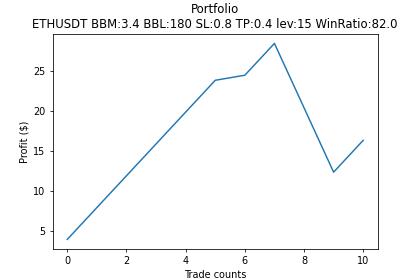 Portfolio
ETHUSDT BBM:3.4 BBL:180 SL:0.8 TP:0.4 lev:15 WinRatio:82.0
25
20
15
10
5
Profit ($)
0 2 4 6 8 10
Trade counts